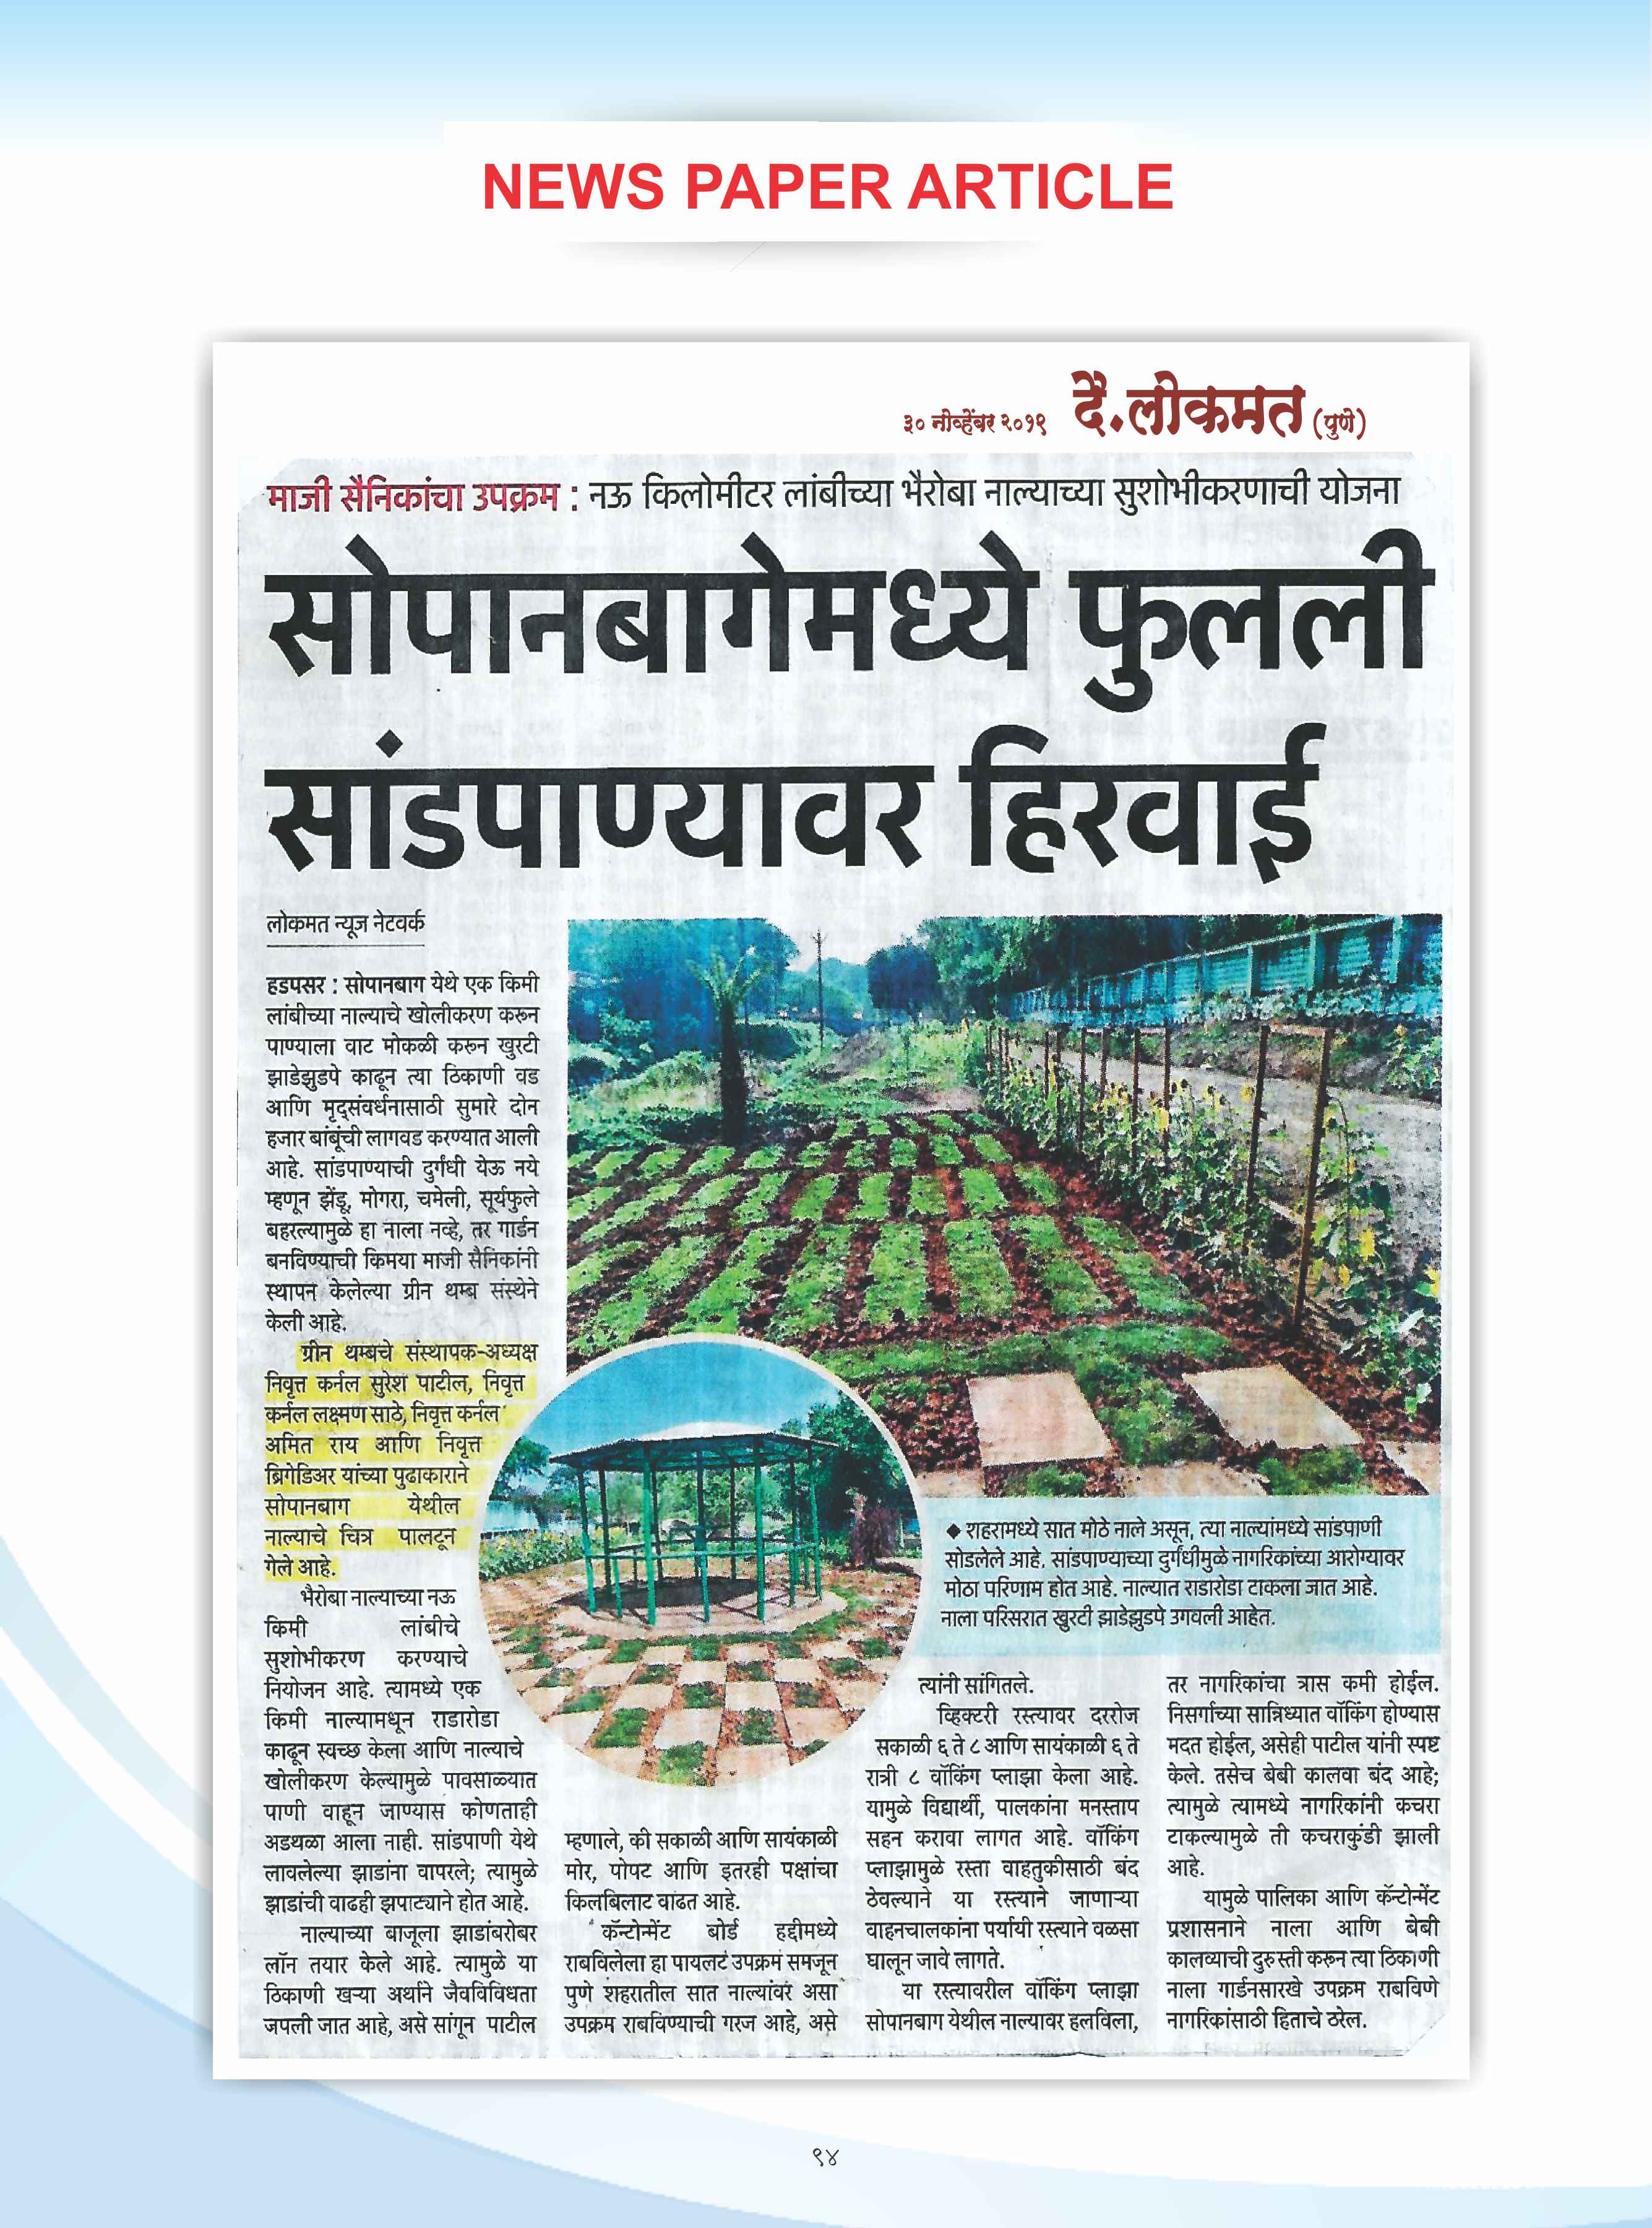 NEWS PAPER ARTICLE
३० नोव्हेंबर २०१९ दै.लोकमत (पुणे)
माजी सैनिकांचा उपक्रम : नऊ किलोमीटर लांबीच्या भैरोबा नाल्याच्या सुशोभीकरणाची योजना
सोपानबागेमध्ये फुलली
सांडपाण्यावर हिरवाई
लोकमत न्यूज नेटवर्क
हडपसर : सोपानबाग येथे एक किमी
लांबीच्या नाल्याचे खोलीकरण करून
पाण्याला वाट मोकळी करून खुरटी
झाडेझुडपे काढून त्या ठिकाणी वड
आणि मृद्संवर्धनासाठी सुमारे दोन
हजार बांबूंची लागवड करण्यात आली
आहे. सांडपाण्याची दुर्गंधी येऊ नये
म्हणून झेंडू, मोगरा, चमेली, सूर्यफुले
बहरल्यामुळे हा नाला नव्हे, तर गार्डन
बनविण्याची किमया माजी सैनिकांनी
स्थापन केलेल्या ग्रीन थम्ब संस्थेने
केली आहे.
ग्रीन थम्बचे संस्थापक-अध्यक्ष
निवृत्त कर्नल सुरेश पाटील, निवृत्त
कर्नल लक्ष्मण साठे, निवृत्त कर्नल
अमित राय आणि निवृत्त
ब्रिगेडिअर यांच्या पुढाकाराने
सोपानबाग येथील
नाल्याचे चित्र पालटून
गेले आहे.
भैरोबा नाल्याच्या नऊ
किमी लांबीचे
सुशोभीकरण करण्याचे
नियोजन आहे. त्यामध्ये एक
किमी नाल्यामधून राडारोडा
काढून स्वच्छ केला आणि नाल्याचे
खोलीकरण केल्यामुळे पावसाळ्यात
पाणी वाहून जाण्यास कोणताही
अडथळा आला नाही. सांडपाणी येथे
लावलेल्या झाडांना वापरले; त्यामुळे
झाडांची वाढही झपाट्याने होत आहे.
नाल्याच्या बाजूला झाडांबरोबर
लॉन तयार केले आहे. त्यामुळे या
ठिकाणी खऱ्या अर्थाने जैवविविधता
जपली जात आहे, असे सांगून पाटील
म्हणाले, की सकाळी आणि सायंकाळी
मोर, पोपट आणि इतरही पक्षांचा
किलबिलाट वाढत आहे.
कॅन्टोन्मेंट बोर्ड हद्दीमध्ये
राबविलेला हा पायलट उपक्रम समजून
पुणे शहरातील सात नाल्यांवर असा
उपक्रम राबविण्याची गरज आहे, असे
◆ शहरामध्ये सात मोठे नाले असून, त्या नाल्यांमध्ये सांडपाणी
सोडलेले आहे. सांडपाण्याच्या दुर्गंधीमुळे नागरिकांच्या आरोग्यावर
मोठा परिणाम होत आहे. नाल्यात राडारोडा टाकला जात आहे.
नाला परिसरात खुरटी झाडेझुडपे उगवली आहेत.
त्यांनी सांगितले.
व्हिक्टरी रस्त्यावर दररोज
सकाळी ६ ते ८ आणि सायंकाळी ६ ते
रात्री ८ वॉकिंग प्लाझा केला आहे.
यामुळे विद्यार्थी, पालकांना मनस्ताप
सहन करावा लागत आहे. वॉकिंग
प्लाझामुळे रस्ता वाहतुकीसाठी बंद
ठेवल्याने या रस्त्याने जाणाऱ्या
वाहनचालकांना पर्यायी रस्त्याने वळसा
घालून जावे लागते.
या रस्त्यावरील वॉकिंग प्लाझा
सोपानबाग येथील नाल्यावर हलविला,
तर नागरिकांचा त्रास कमी होईल.
निसर्गाच्या सान्निध्यात वॉकिंग होण्यास
मदत होईल, असेही पाटील यांनी स्पष्ट
केले. तसेच बेबी कालवा बंद आहे;
त्यामुळे त्यामध्ये नागरिकांनी कचरा
टाकल्यामुळे ती कचराकुंडी झाली
आहे.
यामुळे पालिका आणि कॅन्टोन्मेंट
प्रशासनाने नाला आणि बेबी
कालव्याची दुरुस्ती करून त्या ठिकाणी
नाला गार्डनसारखे उपक्रम राबविणे
नागरिकांसाठी हिताचे ठरेल.
९४